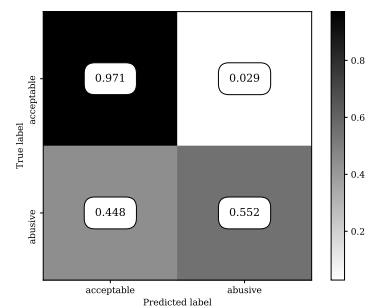 acceptable
abusive
True label
0.971
0.029
0.448
0.552
acceptable
abusive
Predicted label
0.8
0.6
0.4
0.2